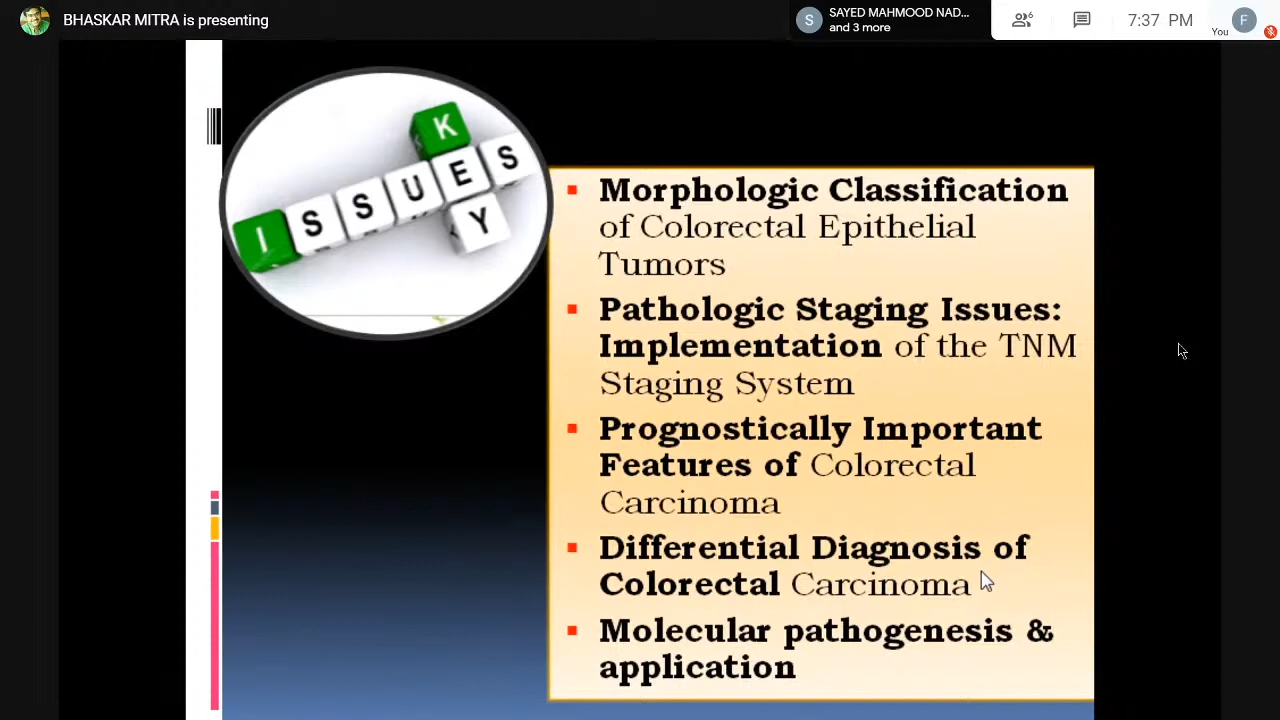 BHASKAR MITRA is presenting
S
SAYED MAHMOOD NAD...
and 3 more
6
7:37 PM
You
F
ISSUES
KEY
Morphologic Classification
of Colorectal Epithelial
Tumors
Pathologic Staging Issues:
Implementation of the TNM
Staging System
Prognostically Important
Features of Colorectal
Carcinoma
Differential Diagnosis of
Colorectal Carcinoma
Molecular pathogenesis &
application